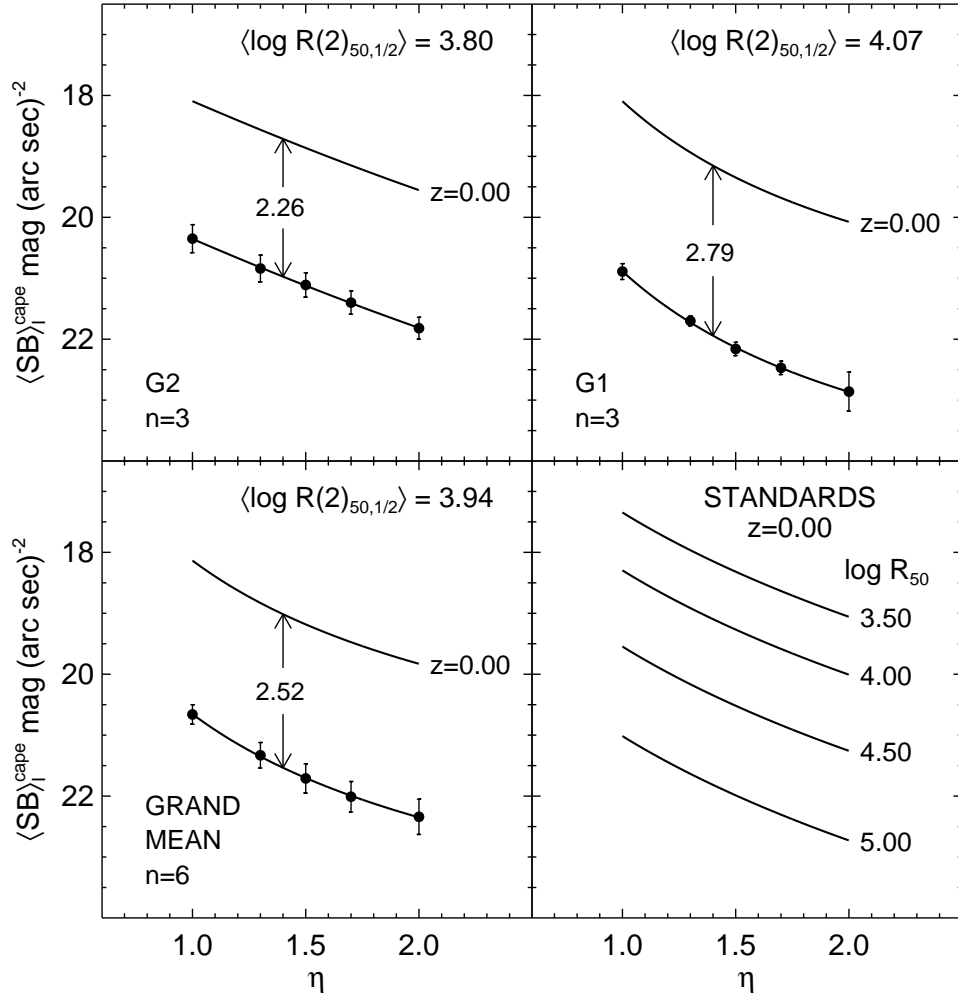 ⟨log R(2)50,1/2⟩ = 3.80
⟨log R(2)50,1/2⟩ = 4.07
18
20
22
⟨SB⟩Icape mag (arc sec)-2
z=0.00
2.26
G2
n=3
z=0.00
2.79
G1
n=3
⟨log R(2)50,1/2⟩ = 3.94
STANDARDS
z=0.00
log R50
18
20
22
⟨SB⟩Icape mag (arc sec)-2
z=0.00
2.52
GRAND
MEAN
n=6
3.50
4.00
4.50
5.00
1.0 1.5 2.0
1.0 1.5 2.0
η
η